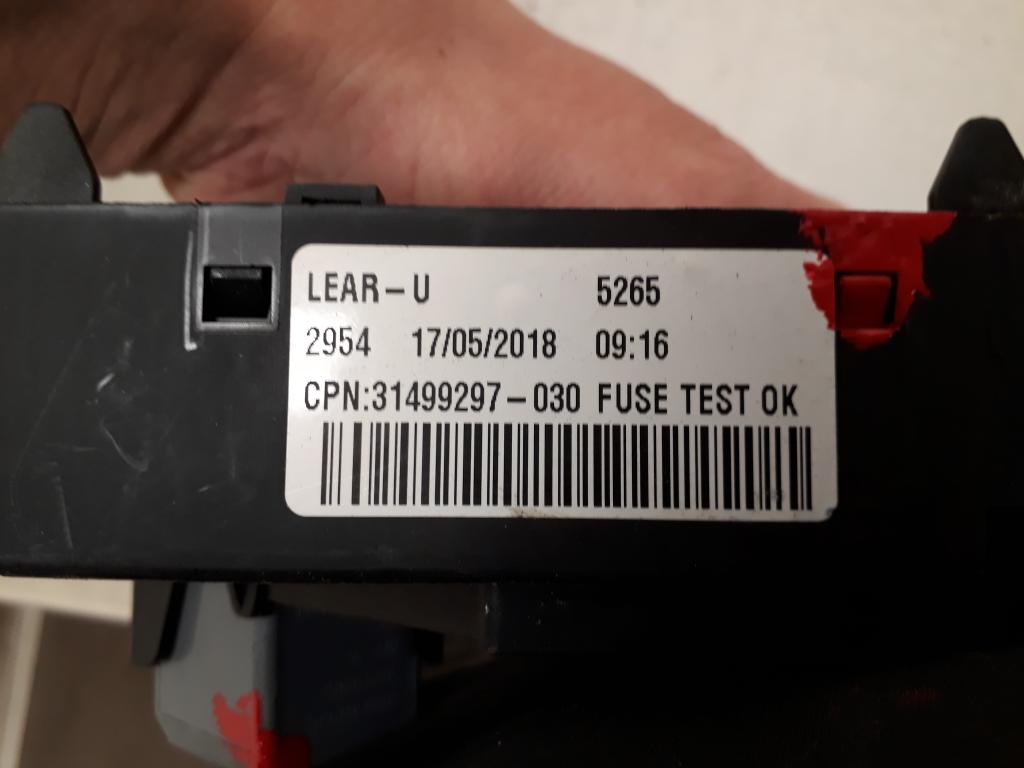 LEAR-U 5265
2954 17/05/2018 09:16
CPN:31499297-030 FUSE TEST OK